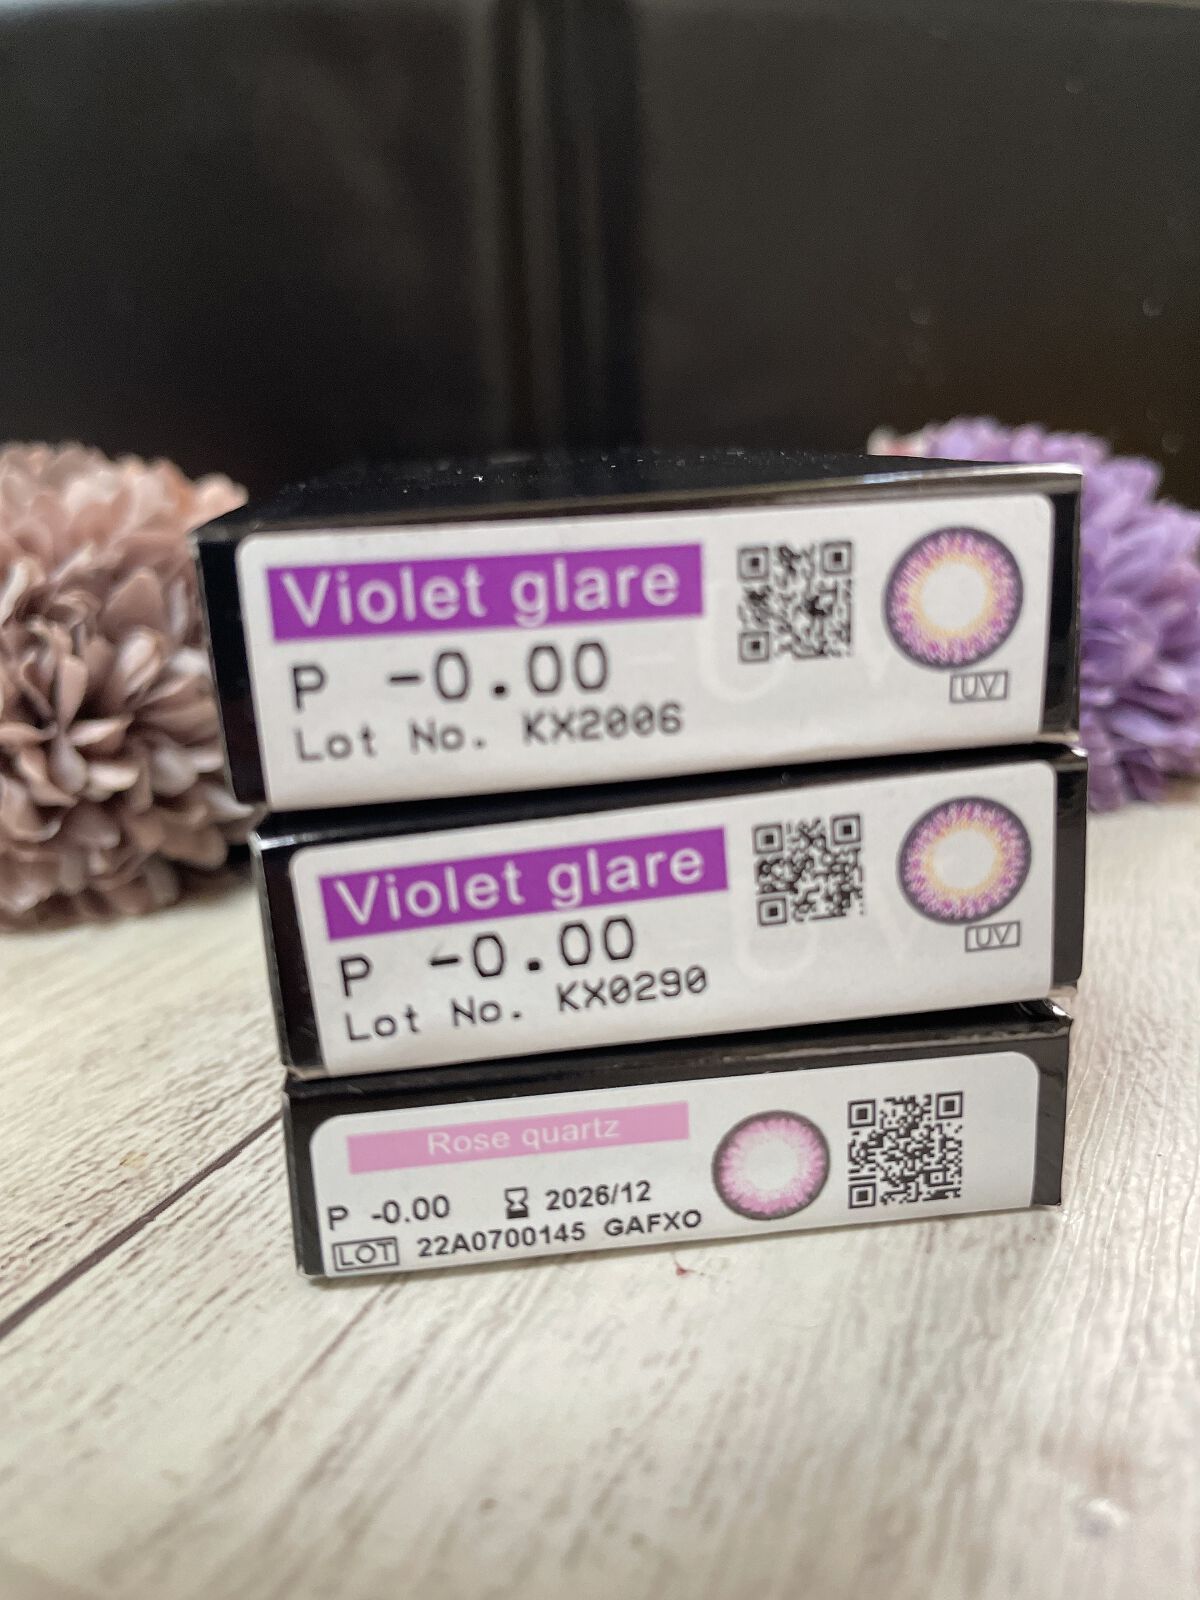 Violet glare
P -0.00
Lot No. KX2006
UV
Violet glare
P -0.00
Lot No. KX0290
UV
Rose quartz
P -0.00 2026/12
LOT 22A0700145 GAFXO